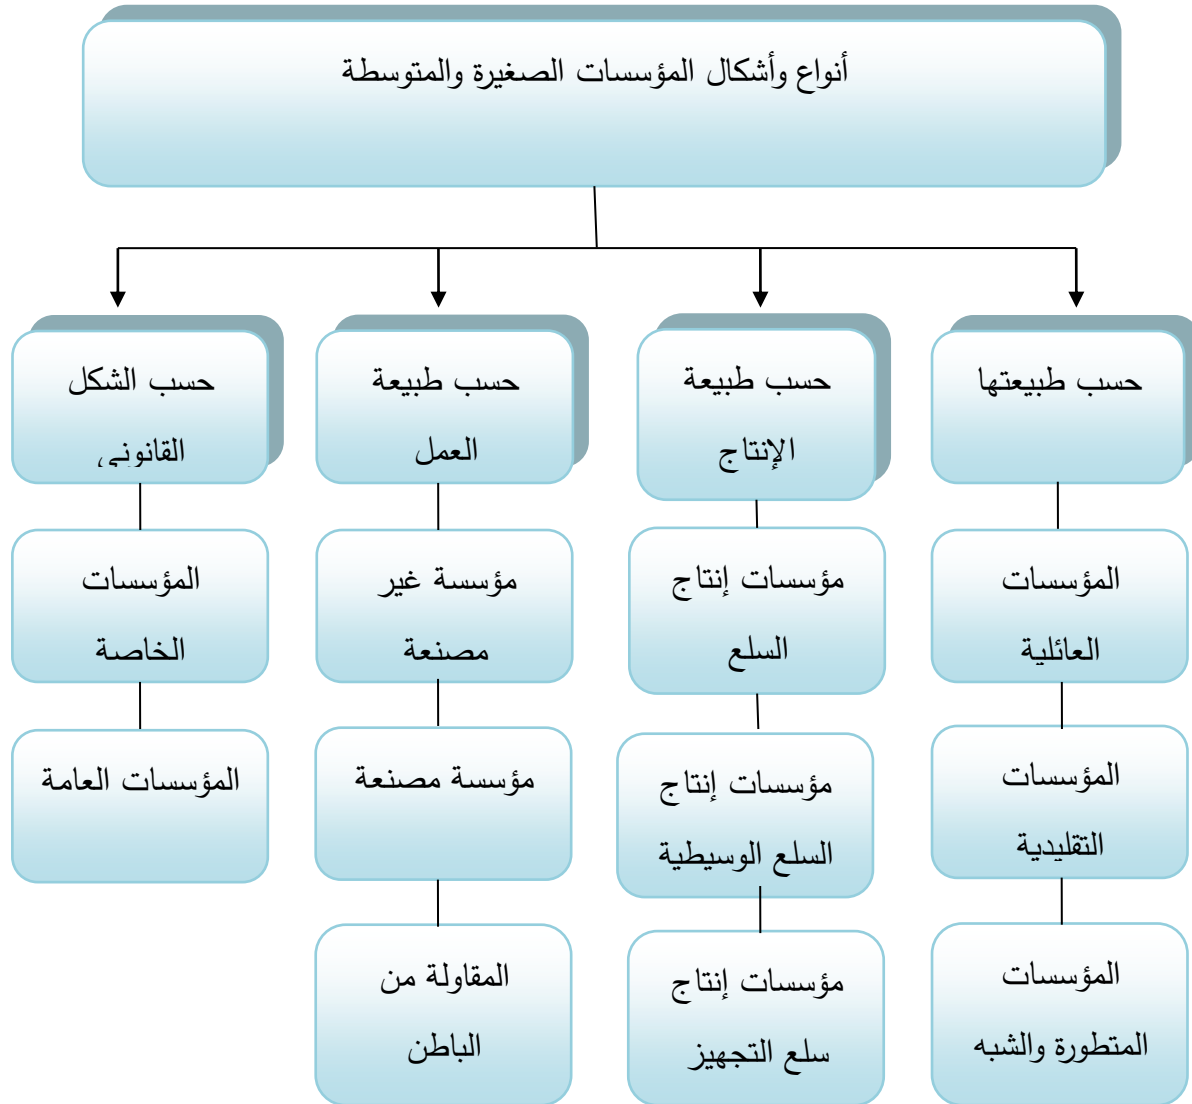 أنواع وأشكال المؤسسات الصغيرة والمتوسطة
حسب طبيعتها
حسب طبيعة
الإنتاج
حسب طبيعة
العمل
حسب الشكل
القانوني
المؤسسات
العائلية
مؤسسات إنتاج
السلع
مؤسسة غير
مصنعة
المؤسسات
الخاصة
المؤسسات
التقليدية
مؤسسات إنتاج
السلع الوسيطية
مؤسسة مصنعة
المؤسسات العامة
المؤسسات
المتطورة والشبه
مؤسسات إنتاج
سلع التجهيز
المقاولة من
الباطن